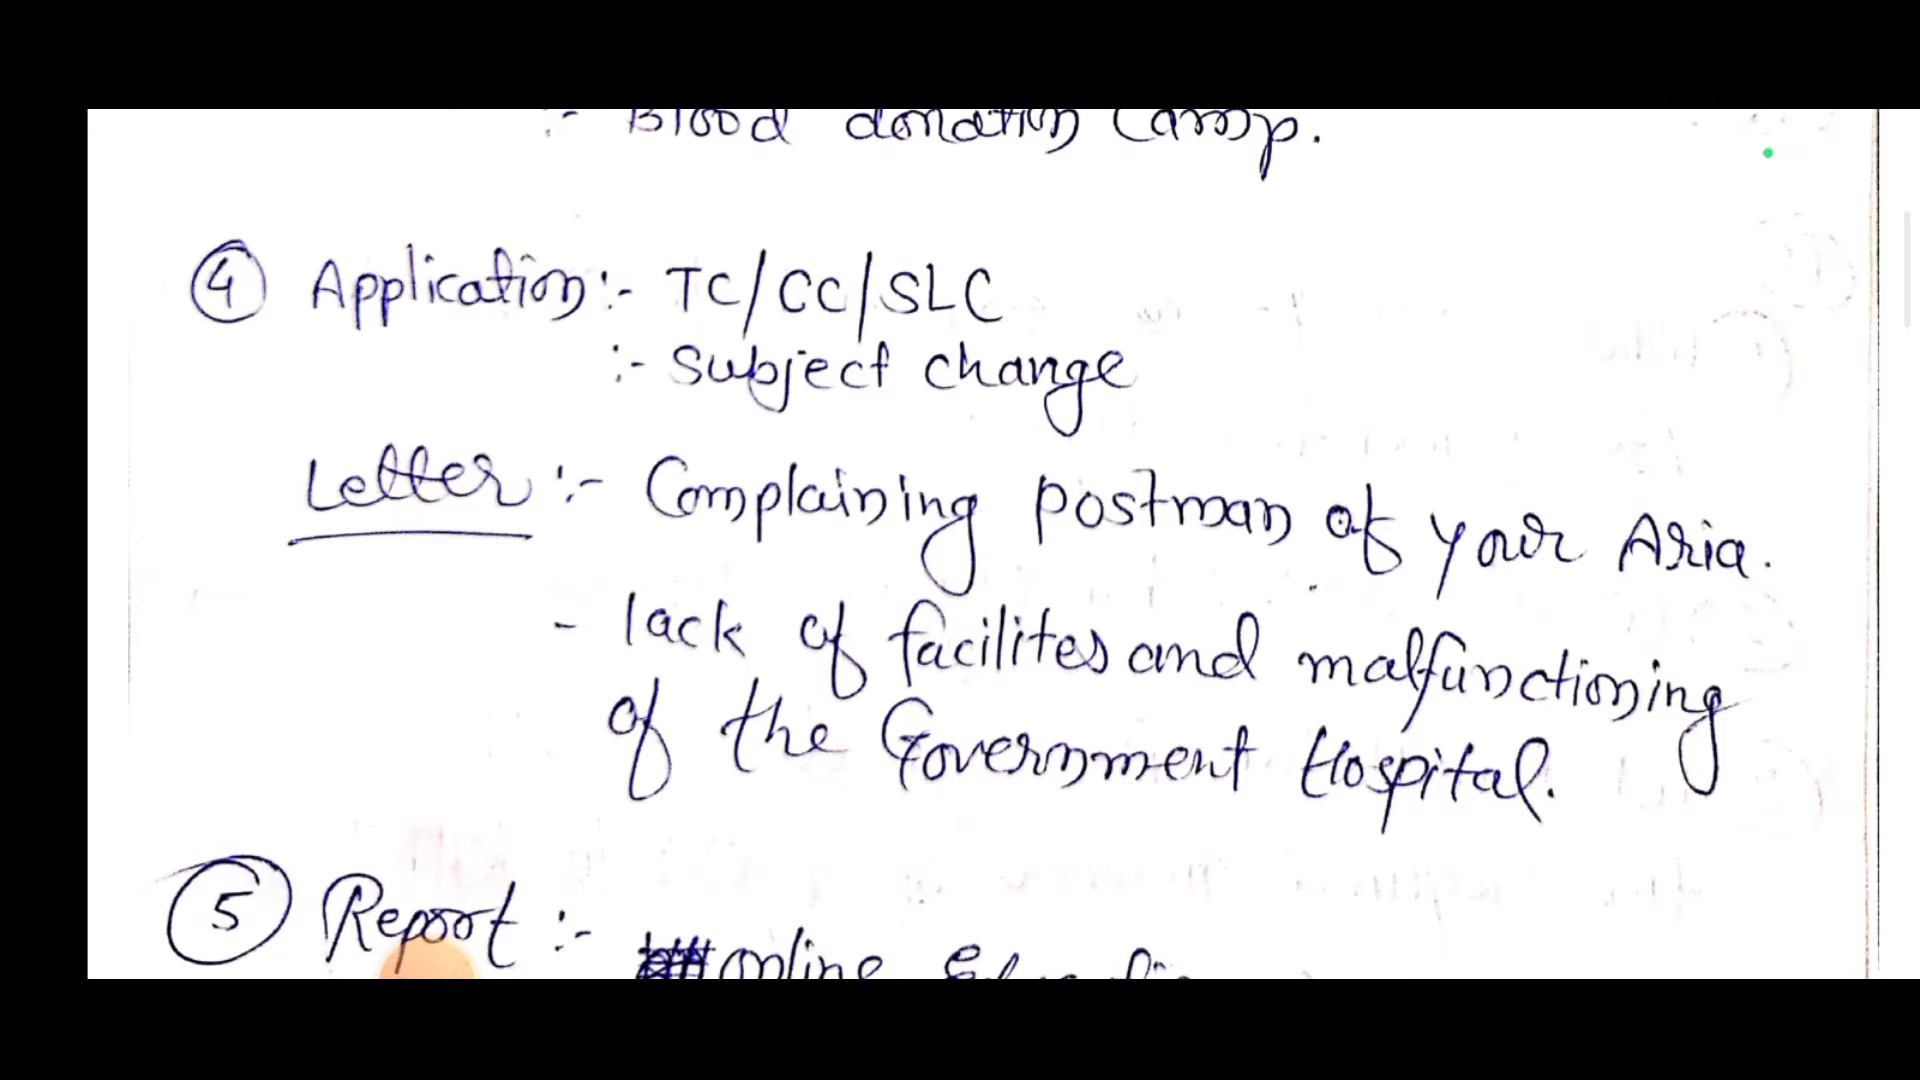 :- Blood donation Camp.
④ Application :- TC/CC/SLC
:- Subject change
Letter :- Complaining postman of your Aria.
- lack of facilites and malfunctioning
of the Government Hospital.
⑤ Report :- online